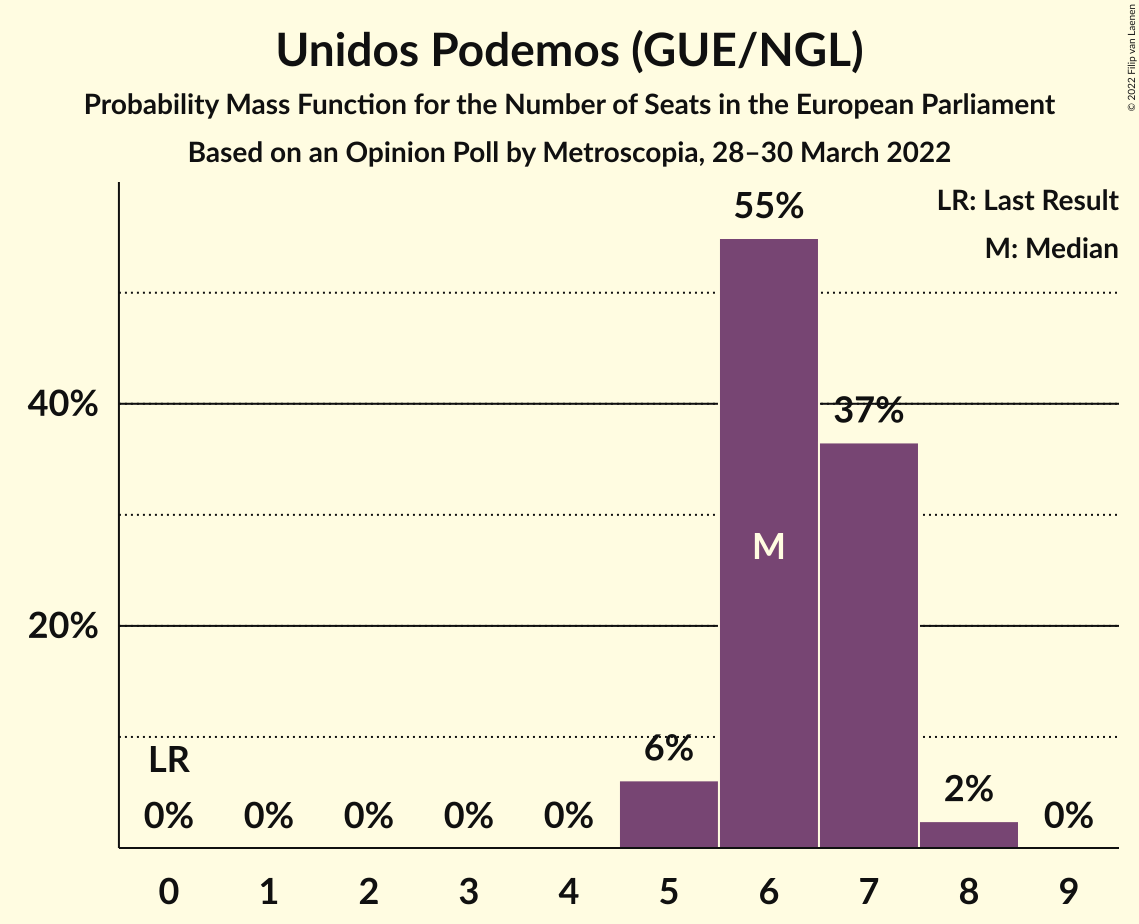 Unidos Podemos (GUE/NGL)
Probability Mass Function for the Number of Seats in the European Parliament
Based on an Opinion Poll by Metroscopia, 28–30 March 2022
© 2022 Filip van Laenen
LR: Last Result
M: Median
55%
40%
37%
M
20%
LR
6%
2%
0% 0% 0% 0% 0% 0%
0 1 2 3 4 5 6 7 8 9